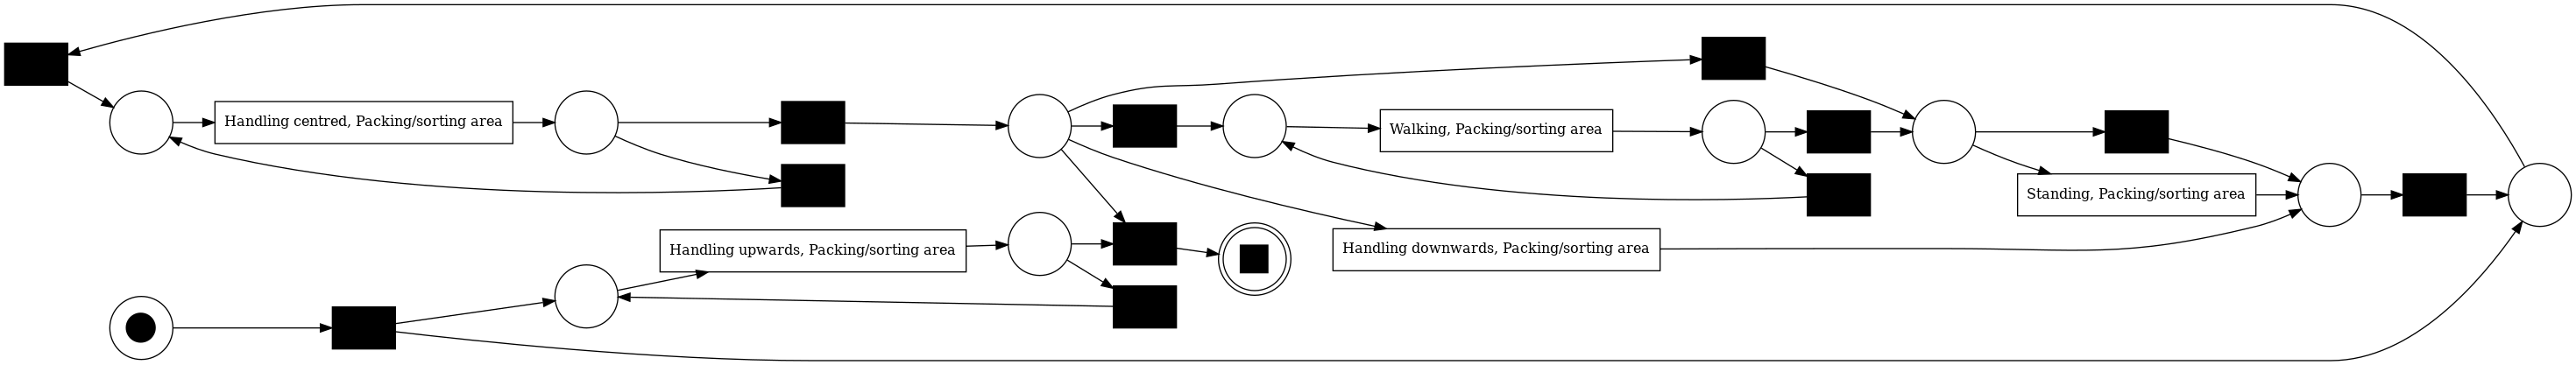 Handling centred, Packing/sorting area
Walking, Packing/sorting area
Standing, Packing/sorting area
Handling upwards, Packing/sorting area
Handling downwards, Packing/sorting area